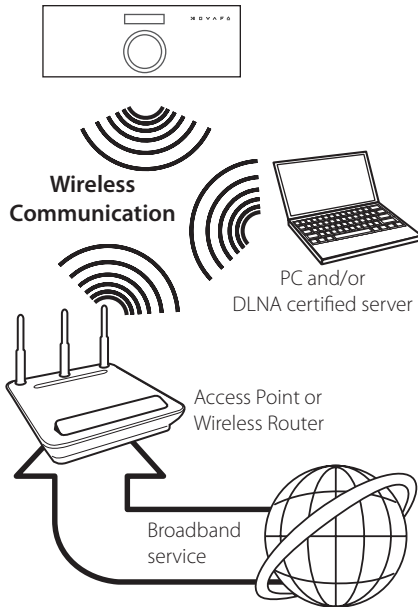 Wireless
Communication
PC and/or
DLNA certified server
Access Point or
Wireless Router
Broadband
service